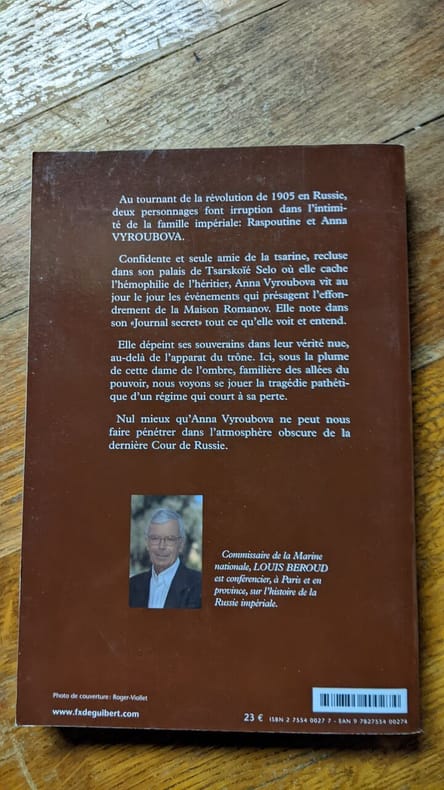 Au tournant de la révolution de 1905 en Russie,
deux personnages font irruption dans l'intimi-
té de la famille impériale: Raspoutine et Anna
VYROUBOVA.
Confidente et seule amie de la tsarine, recluse
dans son palais de Tsarskoïé Selo où elle cache
l'hémophilie de l'héritier, Anna Vyroubova vit au
jour le jour les événements qui présagent l'effon-
drement de la Maison Romanov. Elle note dans
son «Journal secret» tout ce qu'elle voit et entend.
Elle dépeint ses souverains dans leur vérité nue,
au-delà de l'apparat du trône. Ici, sous la plume
de cette dame de l'ombre, familière des allées du
pouvoir, nous voyons se jouer la tragédie pathéti-
que d'un régime qui court à sa perte.
Nul mieux qu'Anna Vyroubova ne peut nous
faire pénétrer dans l'atmosphère obscure de la
dernière Cour de Russie.
Commissaire de la Marine
nationale, LOUIS BEROUD
est conférencier, à Paris et en
province, sur l'histoire de la
Russie impériale.
Photo de couverture : Roger-Viollet
www.fxdeguibert.com
23 € ISBN 2 7554 0027 7 - EAN 9 782755400274